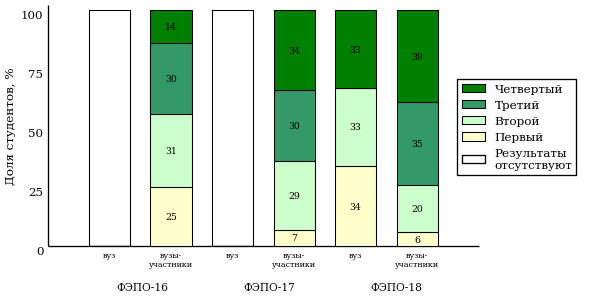 Доля студентов, %
100
75
50
25
0
14
30
31
25
34
30
29
7
33
33
34
39
35
20
6
вуз
вузы-
участники
вуз
вузы-
участники
вуз
вузы-
участники
ФЭПО-16
ФЭПО-17
ФЭПО-18
Четвертый
Третий
Второй
Первый
Результаты
отсутствуют